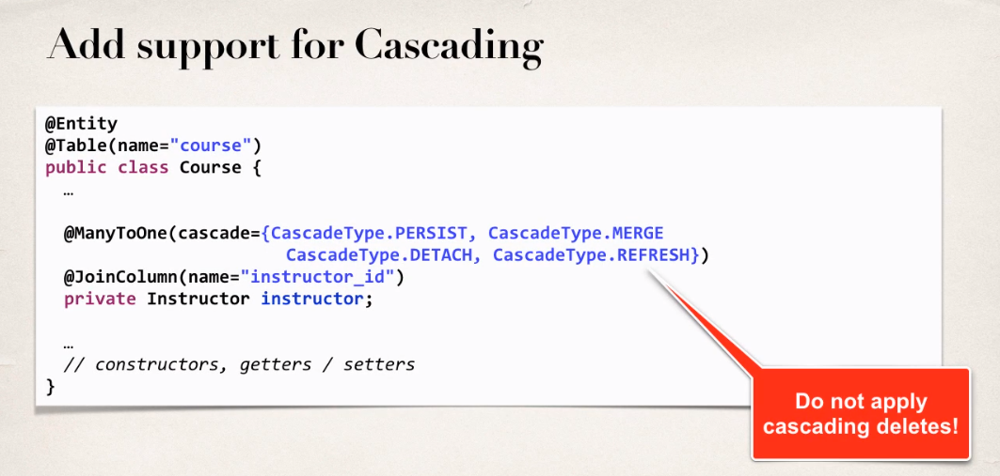 Add support for Cascading
@Entity
@Table(name="course")
public class Course {
…
@ManyToOne(cascade={CascadeType.PERSIST, CascadeType.MERGE
CascadeType.DETACH, CascadeType.REFRESH})
@JoinColumn(name="instructor_id")
private Instructor instructor;
…
// constructors, getters / setters
}
Do not apply
cascading deletes!